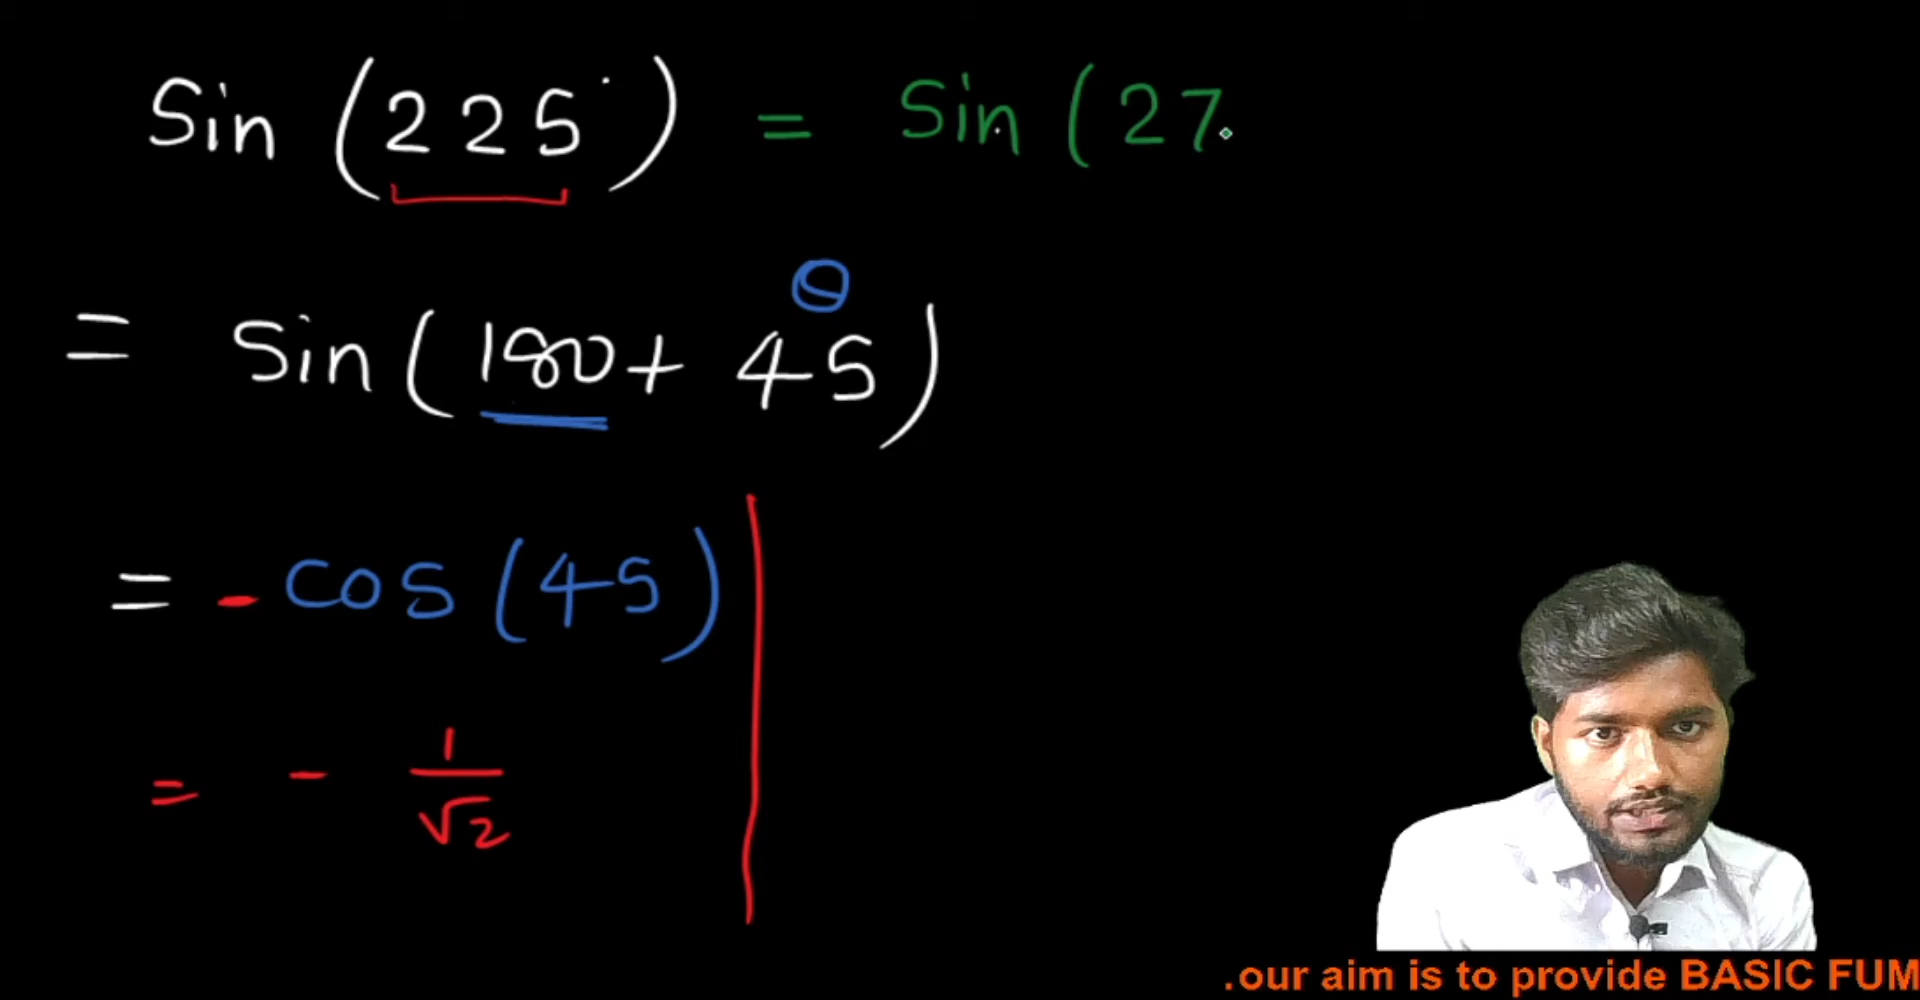 Sin (225°) = Sin (27
θ
= Sin (180 + 45)
= - cos (45)
= - 1/√2
.our aim is to provide BASIC FUM